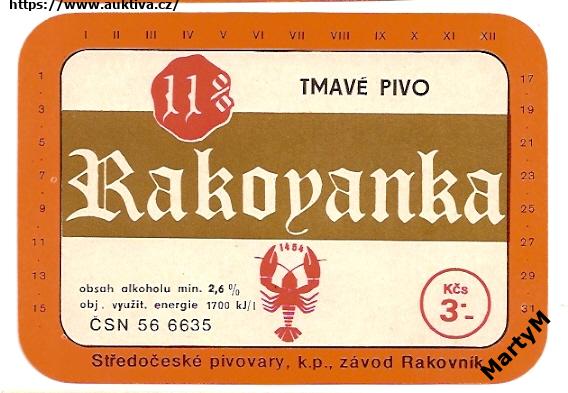 https://www.auktiva.cz/
I II III IV V VI VII VIII IX X XI XII
11%
TMAVÉ PIVO
Rakovanka
1 17
3 19
5 21
7 23
9 25
11 27
13 29
15 31
1454
obsah alkoholu min. 2,6 %
obj. využit. energie 1700 kJ/l
ČSN 56 6635
Kčs
3·-
Středočeské pivovary, k.p., závod Rakovník
MartyM